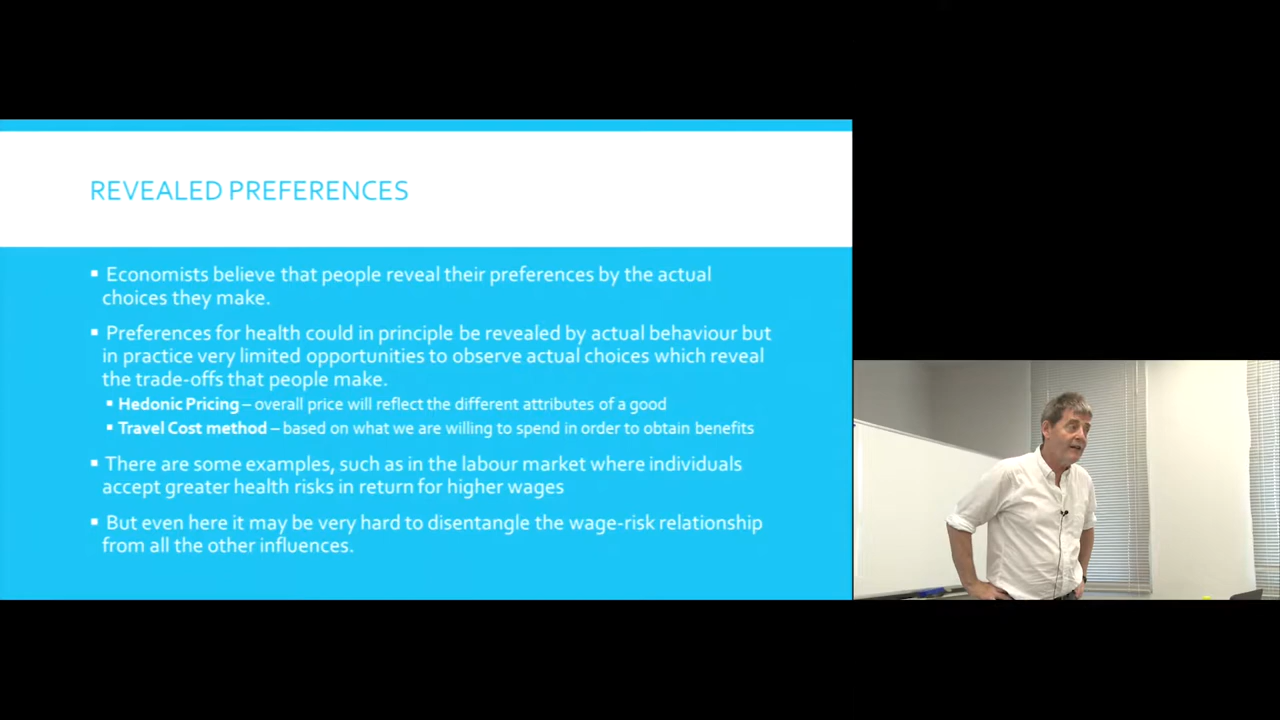 REVEALED PREFERENCES
▪ Economists believe that people reveal their preferences by the actual
choices they make.
▪ Preferences for health could in principle be revealed by actual behaviour but
in practice very limited opportunities to observe actual choices which reveal
the trade-offs that people make.
▪ Hedonic Pricing – overall price will reflect the different attributes of a good
▪ Travel Cost method – based on what we are willing to spend in order to obtain benefits
▪ There are some examples, such as in the labour market where individuals
accept greater health risks in return for higher wages
▪ But even here it may be very hard to disentangle the wage-risk relationship
from all the other influences.